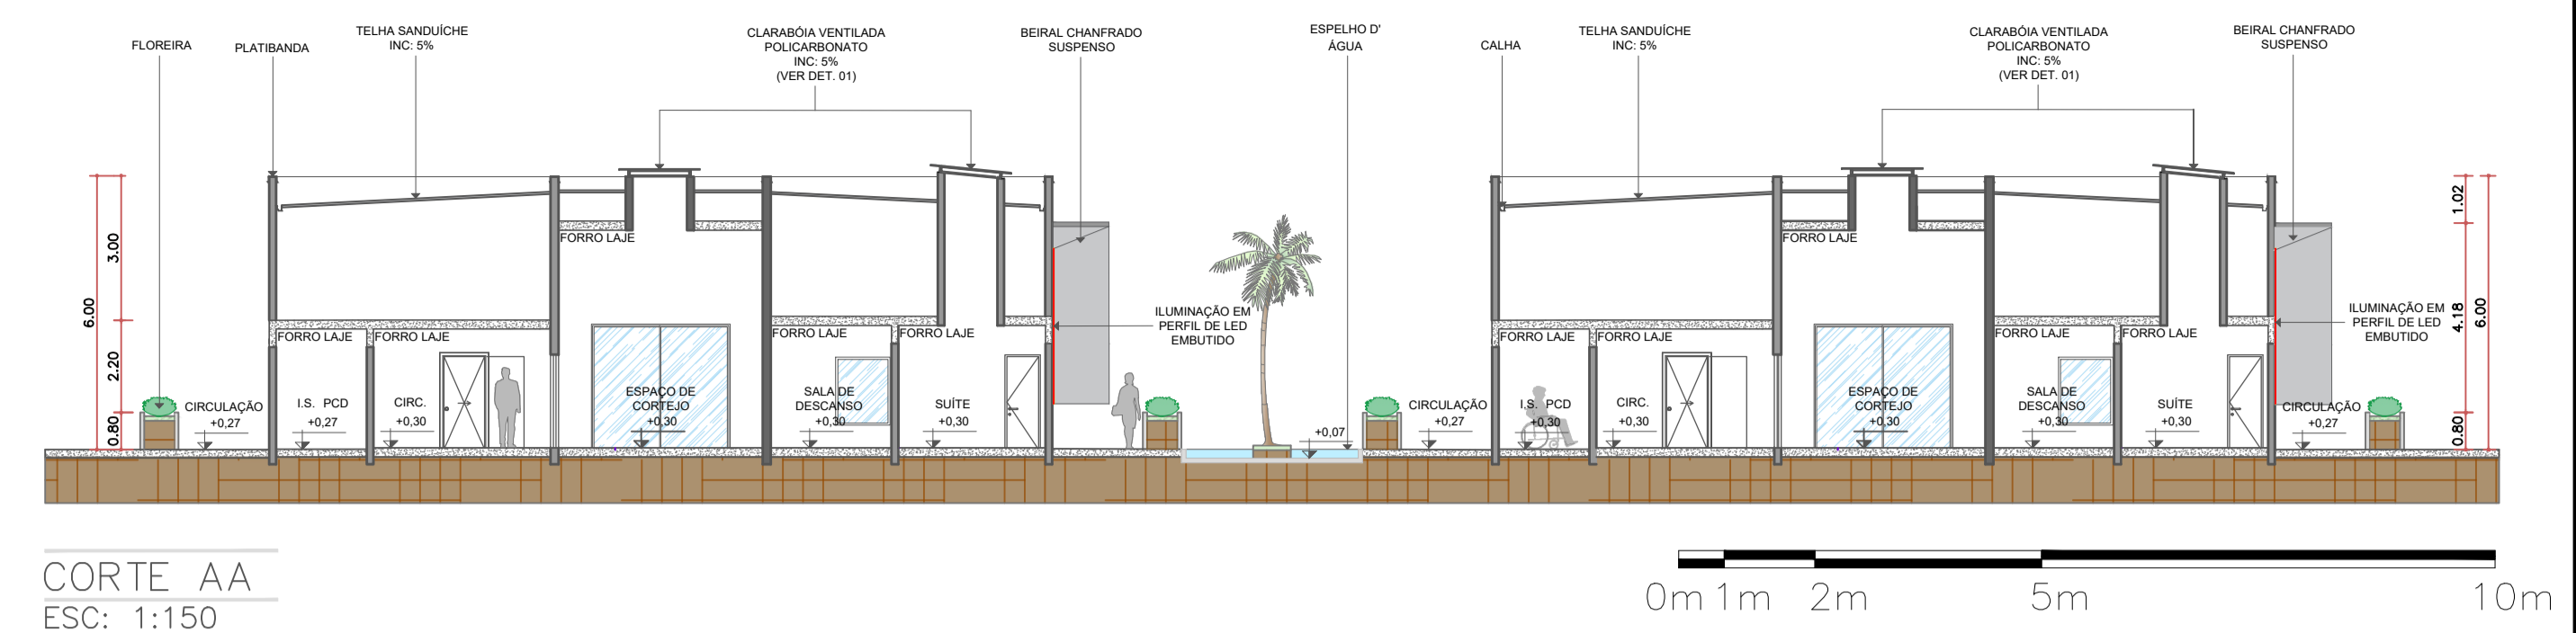 FLOREIRA
PLATIBANDA
TELHA SANDUÍCHE
INC: 5%
CLARABÓIA VENTILADA
POLICARBONATO
INC: 5%
(VER DET. 01)
BEIRAL CHANFRADO
SUSPENSO
ESPELHO D'
ÁGUA
CALHA
TELHA SANDUÍCHE
INC: 5%
CLARABÓIA VENTILADA
POLICARBONATO
INC: 5%
(VER DET. 01)
BEIRAL CHANFRADO
SUSPENSO
6.00
3.00
2.20
0.80
FORRO LAJE
FORRO LAJE
FORRO LAJE
FORRO LAJE
FORRO LAJE
CIRCULAÇÃO
+0,27
I.S. PCD
+0,27
CIRC.
+0,30
ESPAÇO DE
CORTEJO
+0,30
SALA DE
DESCANSO
+0,30
SUÍTE
+0,30
ILUMINAÇÃO EM
PERFIL DE LED
EMBUTIDO
+0,07
CIRCULAÇÃO
+0,27
FORRO LAJE
FORRO LAJE
FORRO LAJE
FORRO LAJE
FORRO LAJE
I.S. PCD
+0,30
CIRC.
+0,30
ESPAÇO DE
CORTEJO
+0,30
SALA DE
DESCANSO
+0,30
SUÍTE
+0,30
CIRCULAÇÃO
+0,27
ILUMINAÇÃO EM
PERFIL DE LED
EMBUTIDO
1.02
4.18
0.80
6.00
CORTE AA
ESC: 1:150
0m 1m 2m 5m 10m